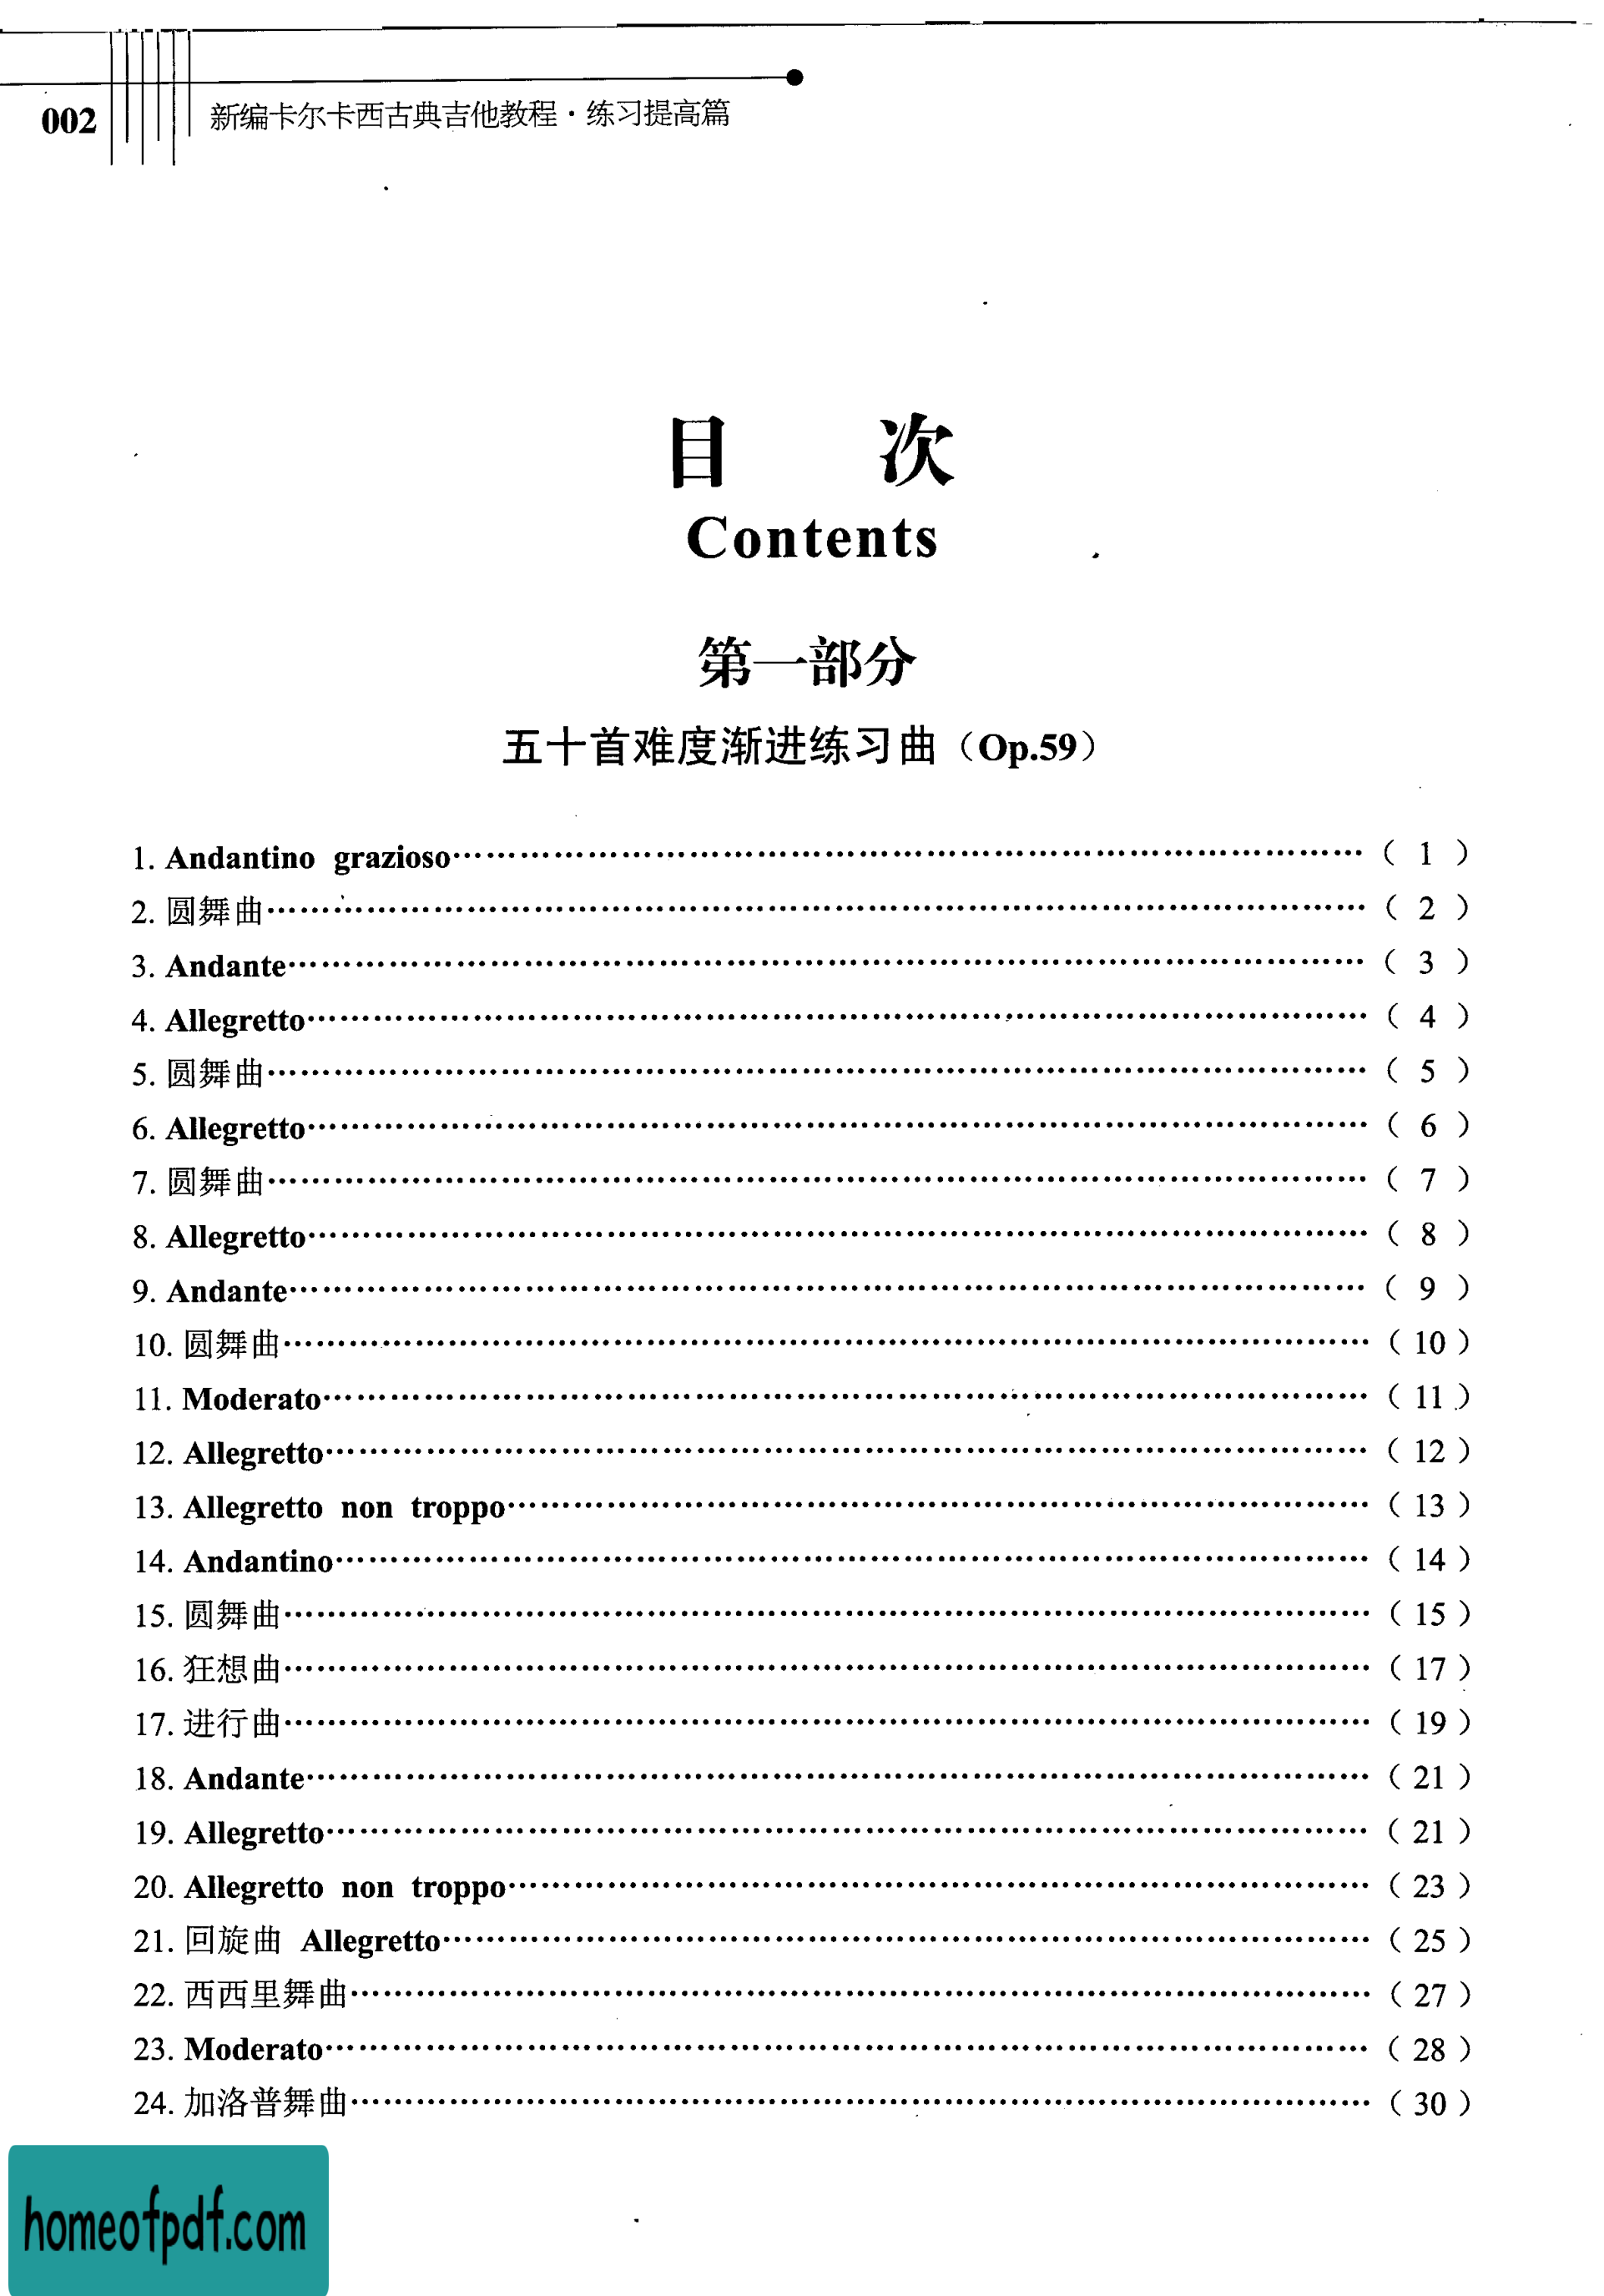 002
新编卡尔卡西古典吉他教程·练习提高篇
目 次
Contents
第一部分
五十首难度渐进练习曲（Op.59）
1. Andantino grazioso……（ 1 ）
2. 圆舞曲……（ 2 ）
3. Andante……（ 3 ）
4. Allegretto……（ 4 ）
5. 圆舞曲……（ 5 ）
6. Allegretto……（ 6 ）
7. 圆舞曲……（ 7 ）
8. Allegretto……（ 8 ）
9. Andante……（ 9 ）
10. 圆舞曲……（ 10 ）
11. Moderato……（ 11 ）
12. Allegretto……（ 12 ）
13. Allegretto non troppo……（ 13 ）
14. Andantino……（ 14 ）
15. 圆舞曲……（ 15 ）
16. 狂想曲……（ 17 ）
17. 进行曲……（ 19 ）
18. Andante……（ 21 ）
19. Allegretto……（ 21 ）
20. Allegretto non troppo……（ 23 ）
21. 回旋曲 Allegretto……（ 25 ）
22. 西西里舞曲……（ 27 ）
23. Moderato……（ 28 ）
24. 加洛普舞曲……（ 30 ）
homeofpdf.com